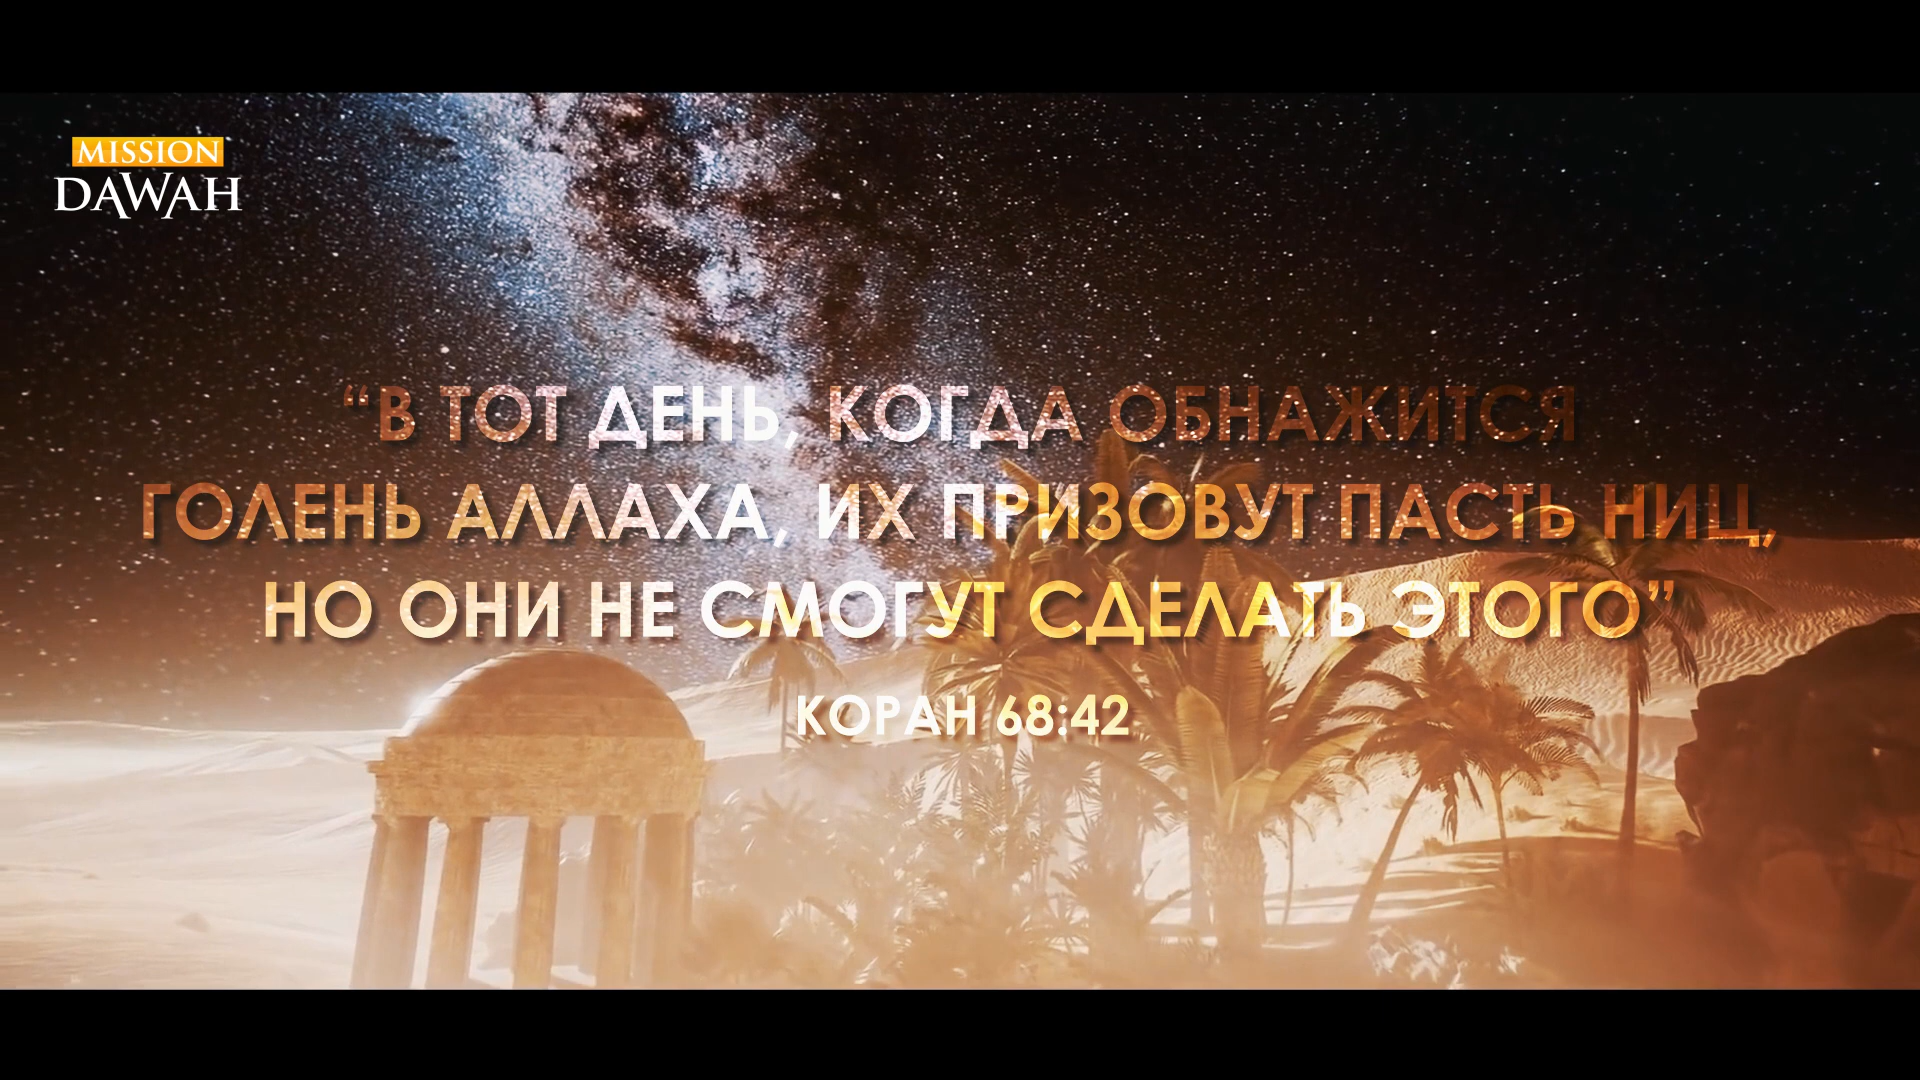 MISSION
DAWAH
“В ТОТ ДЕНЬ, КОГДА ОБНАЖИТСЯ
ГОЛЕНЬ АЛЛАХА, ИХ ПРИЗОВУТ ПАСТЬ НИЦ,
НО ОНИ НЕ СМОГУТ СДЕЛАТЬ ЭТОГО”
КОРАН 68:42